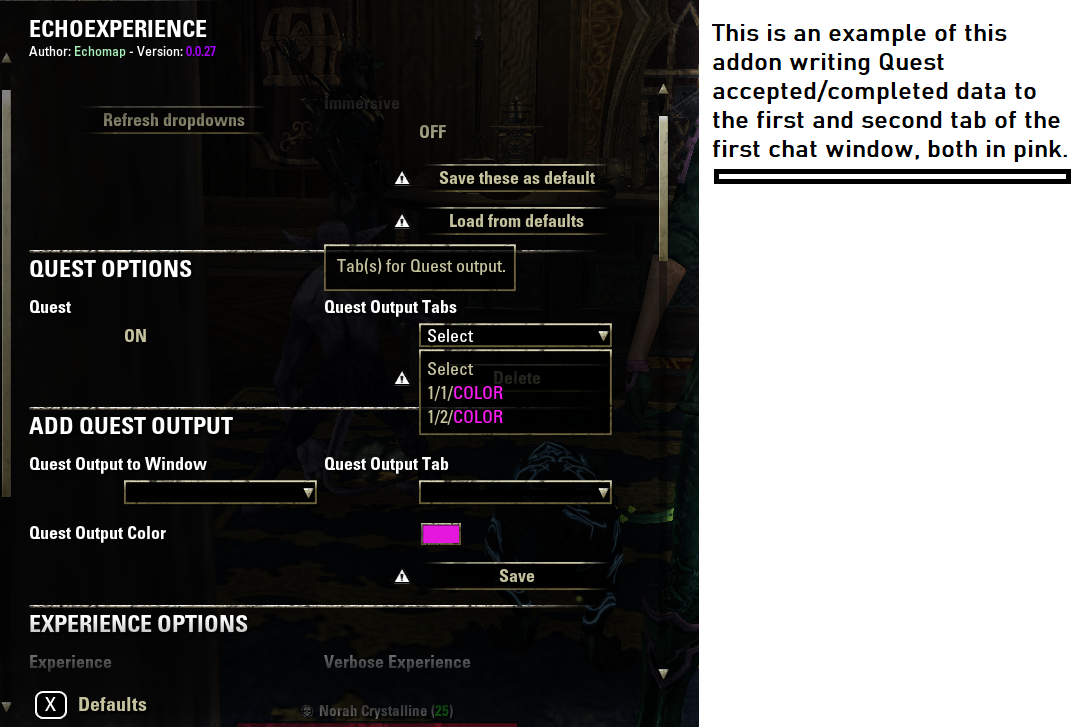 ECHOEXPERIENCE
Author: Echomap - Version: 0.0.27
Immersive
Refresh dropdowns
OFF
Save these as default
Load from defaults
QUEST OPTIONS
Tab(s) for Quest output.
Quest
Quest Output Tabs
ON
Select
Select
Delete
1/1/COLOR
1/2/COLOR
ADD QUEST OUTPUT
Quest Output to Window
Quest Output Tab
Quest Output Color
Save
EXPERIENCE OPTIONS
Experience
Verbose Experience
X Defaults
Norah Crystalline (25)
This is an example of this
addon writing Quest
accepted/completed data to
the first and second tab of the
first chat window, both in pink.